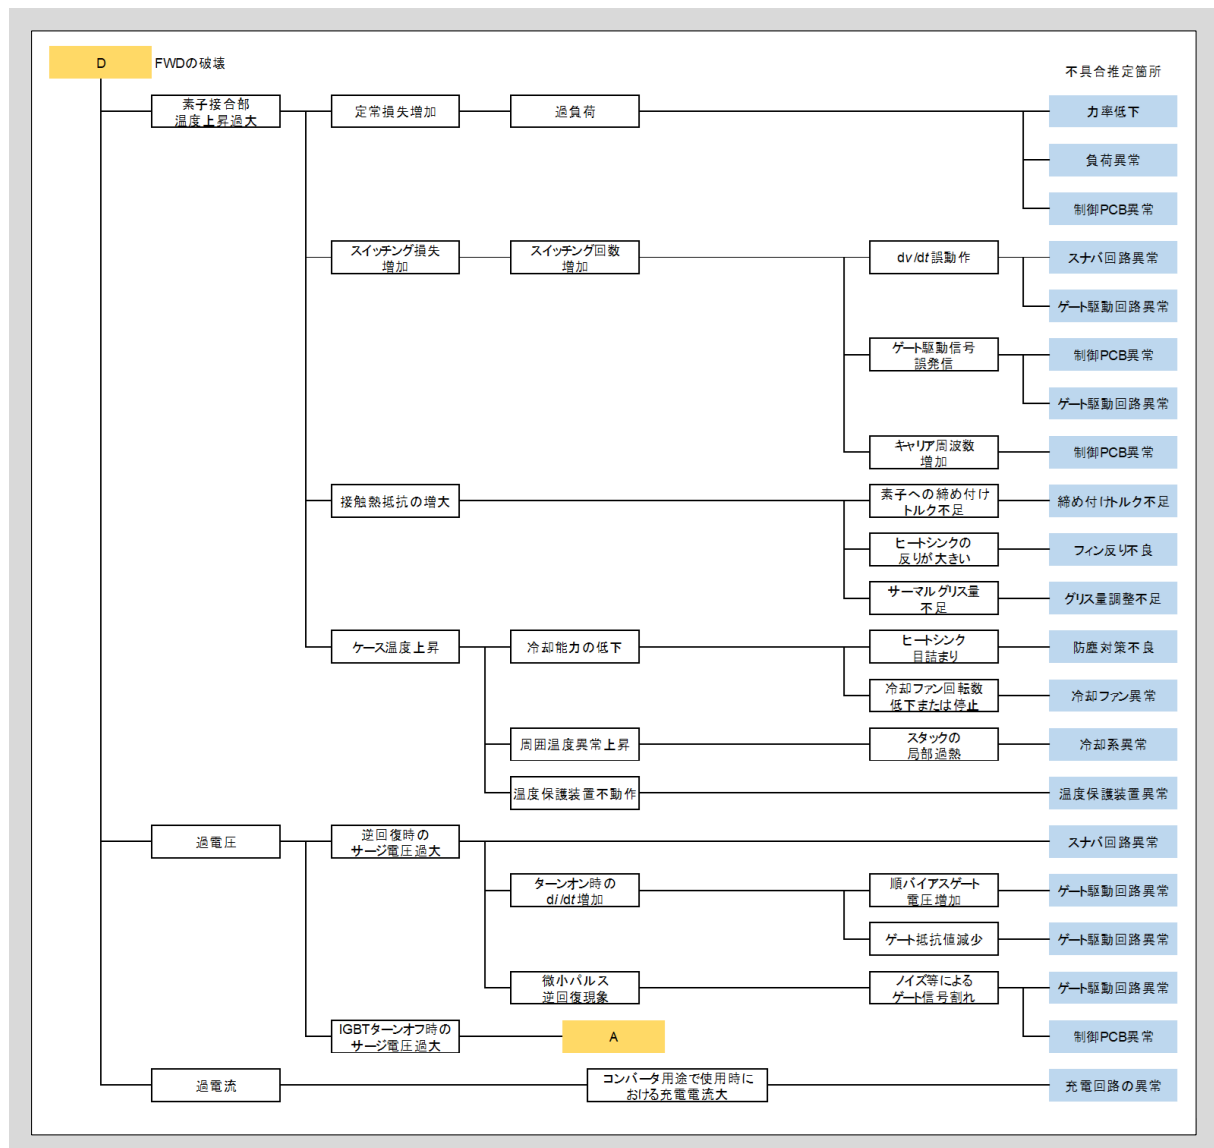 D
FWDの破壊
不具合推定箇所
素子接合部
温度上昇過大
定常損失増加
過負荷
力率低下
負荷異常
制御PCB異常
スイッチング損失
増加
スイッチング回数
増加
dv/dt誤動作
スナバ回路異常
ゲート駆動回路異常
ゲート駆動信号
誤発信
制御PCB異常
ゲート駆動回路異常
キャリア周波数
増加
制御PCB異常
接触熱抵抗の増大
素子への締め付け
トルク不足
締め付けトルク不足
ヒートシンクの
反りが大きい
フィン反り不良
サーマルグリス量
不足
グリス量調整不足
ケース温度上昇
冷却能力の低下
ヒートシンク
目詰まり
防塵対策不良
冷却ファン回転数
低下または停止
冷却ファン異常
周囲温度異常上昇
スタックの
局部過熱
冷却系異常
温度保護装置不動作
温度保護装置異常
過電圧
逆回復時の
サージ電圧過大
スナバ回路異常
ターンオン時の
di/dt増加
順バイアスゲート
電圧増加
ゲート駆動回路異常
ゲート抵抗値減少
ゲート駆動回路異常
微小パルス
逆回復現象
ノイズ等による
ゲート信号割れ
ゲート駆動回路異常
制御PCB異常
IGBTターンオフ時の
サージ電圧過大
A
過電流
コンバータ用途で使用時に
おける充電電流大
充電回路の異常